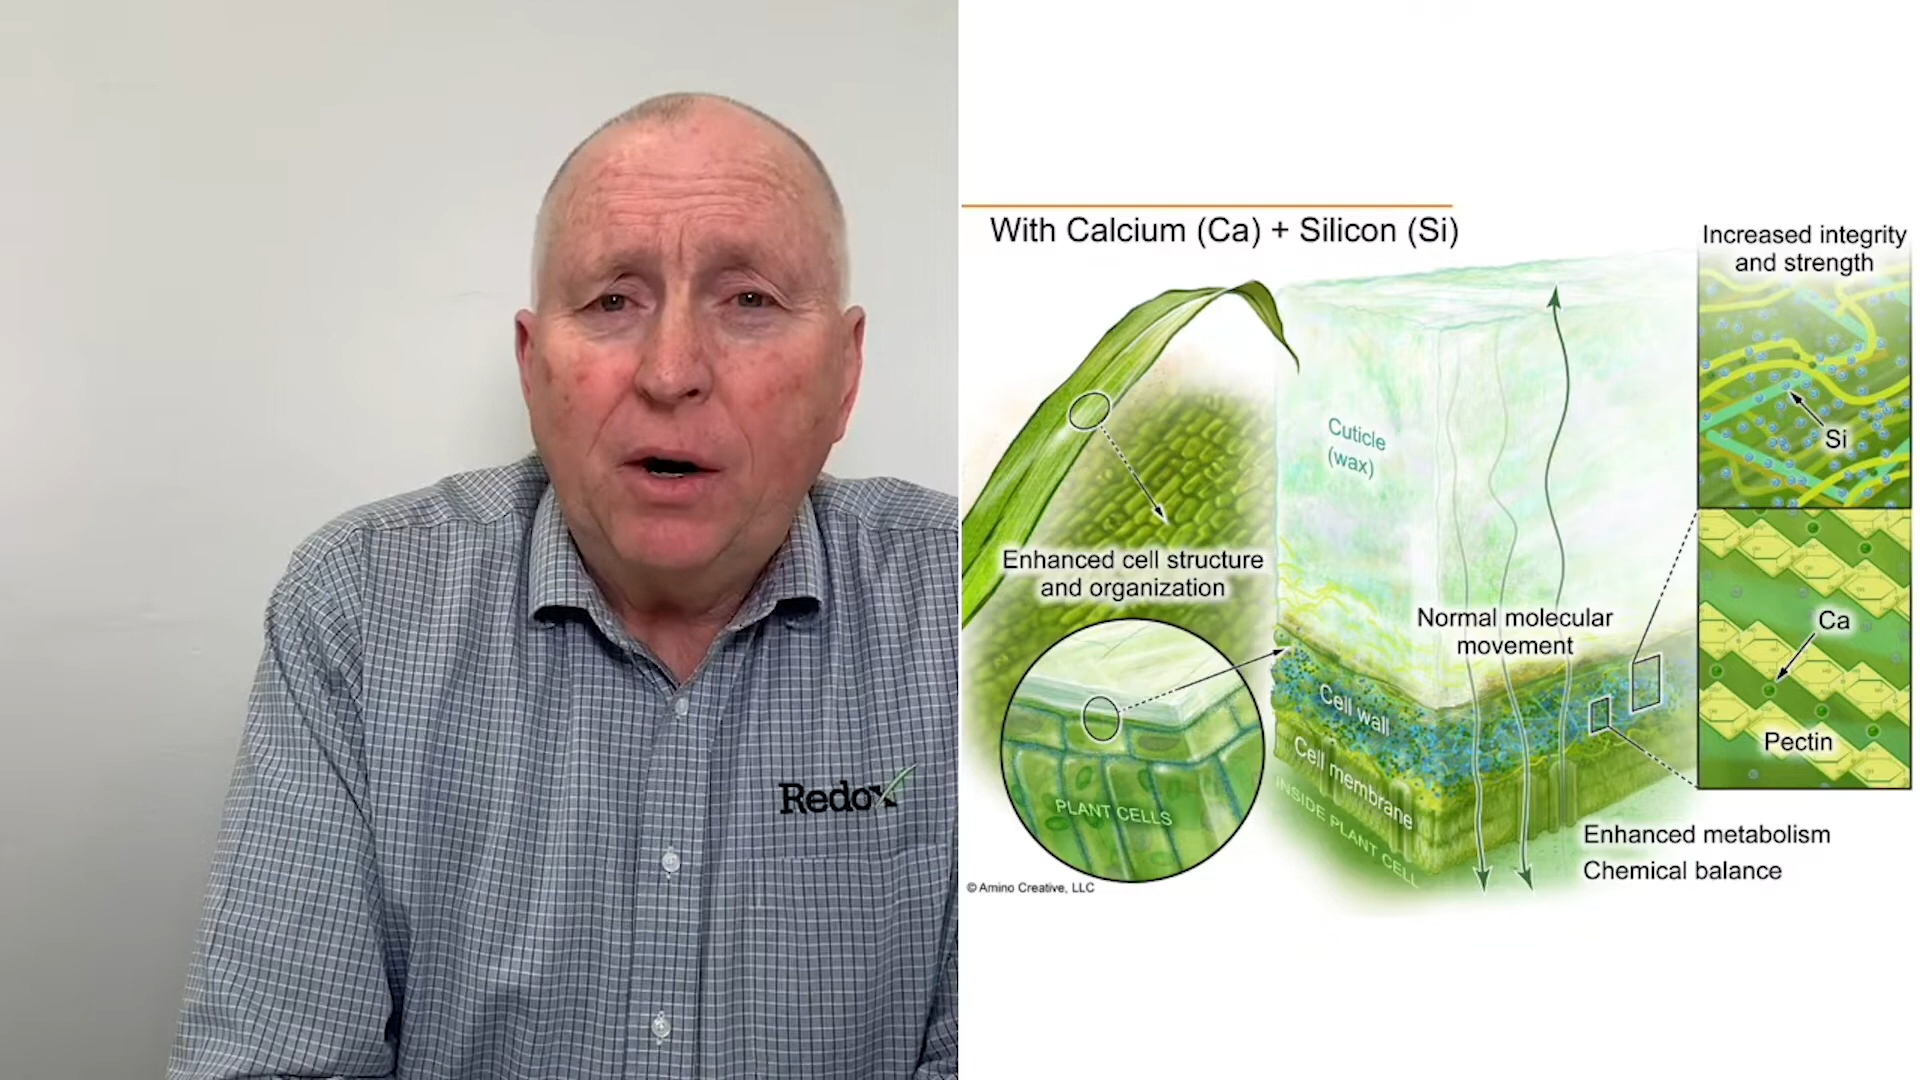 Redox
With Calcium (Ca) + Silicon (Si)
Increased integrity
and strength
Si
Cuticle
(wax)
Enhanced cell structure
and organization
Normal molecular
movement
Ca
Cell wall
Pectin
Cell membrane
PLANT CELLS
INSIDE PLANT CELL
Enhanced metabolism
Chemical balance
© Amino Creative, LLC